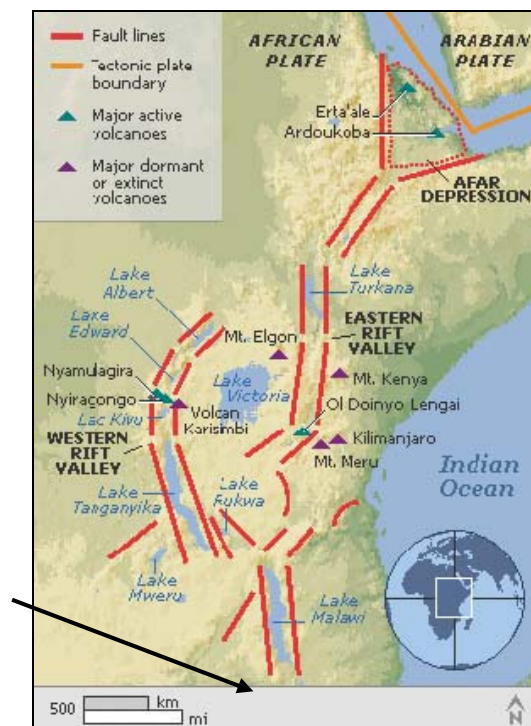 Fault lines
Tectonic plate
boundary
Major active
volcanoes
Major dormant
or extinct
volcanoes
AFRICAN
PLATE
ARABIAN
PLATE
Erta'ale
Ardoukoba
AFAR
DEPRESSION
Lake
Turkana
Lake
Albert
Lake
Edward
Mt. Elgon
EASTERN
RIFT
VALLEY
Nyamulagira
Nyiragongo
Lac Kivu
Volcan
Karisimbi
Lake
Victoria
Mt. Kenya
Ol Doinyo Lengai
Kilimanjaro
Mt. Meru
WESTERN
RIFT
VALLEY
Lake
Tanganyika
Lake
Rukwa
Indian
Ocean
Lake
Mweru
Lake
Malawi
500 km
mi
N